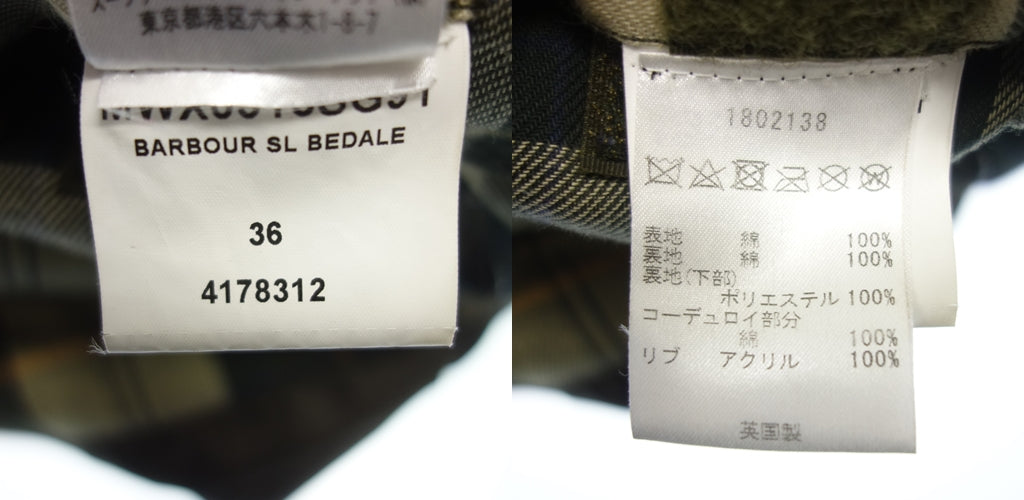 東京都港区六本木1-8-7
BARBOUR SL BEDALE
36
4178312
1802138
表地 綿 100%
裏地 綿 100%
裏地(下部)
ポリエステル 100%
コーデュロイ部分
綿 100%
リブ アクリル 100%
英国製